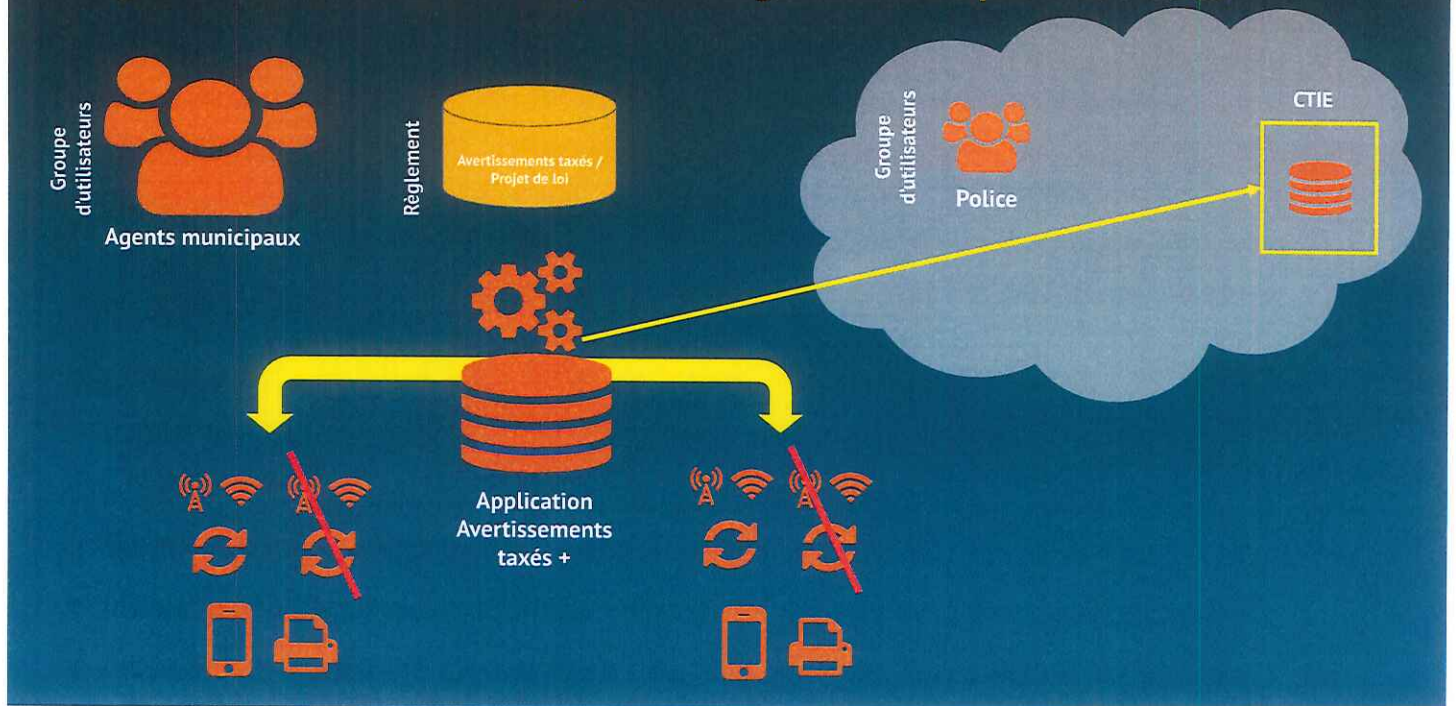 Groupe
d'utilisateurs
Agents municipaux
Règlement
Avertissements taxés /
Projet de loi
Groupe
d'utilisateurs
Police
CTIE
Application
Avertissements
taxés +